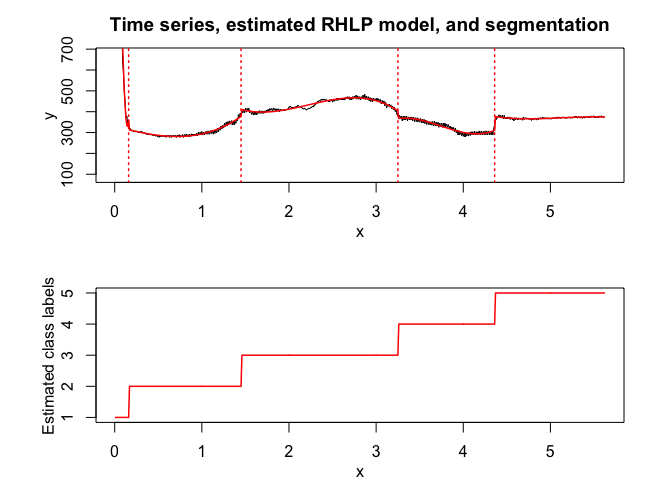 Time series, estimated RHLP model, and segmentation
700
500
300
100
y
0 1 2 3 4 5
x
5
4
3
2
1
Estimated class labels
0 1 2 3 4 5
x